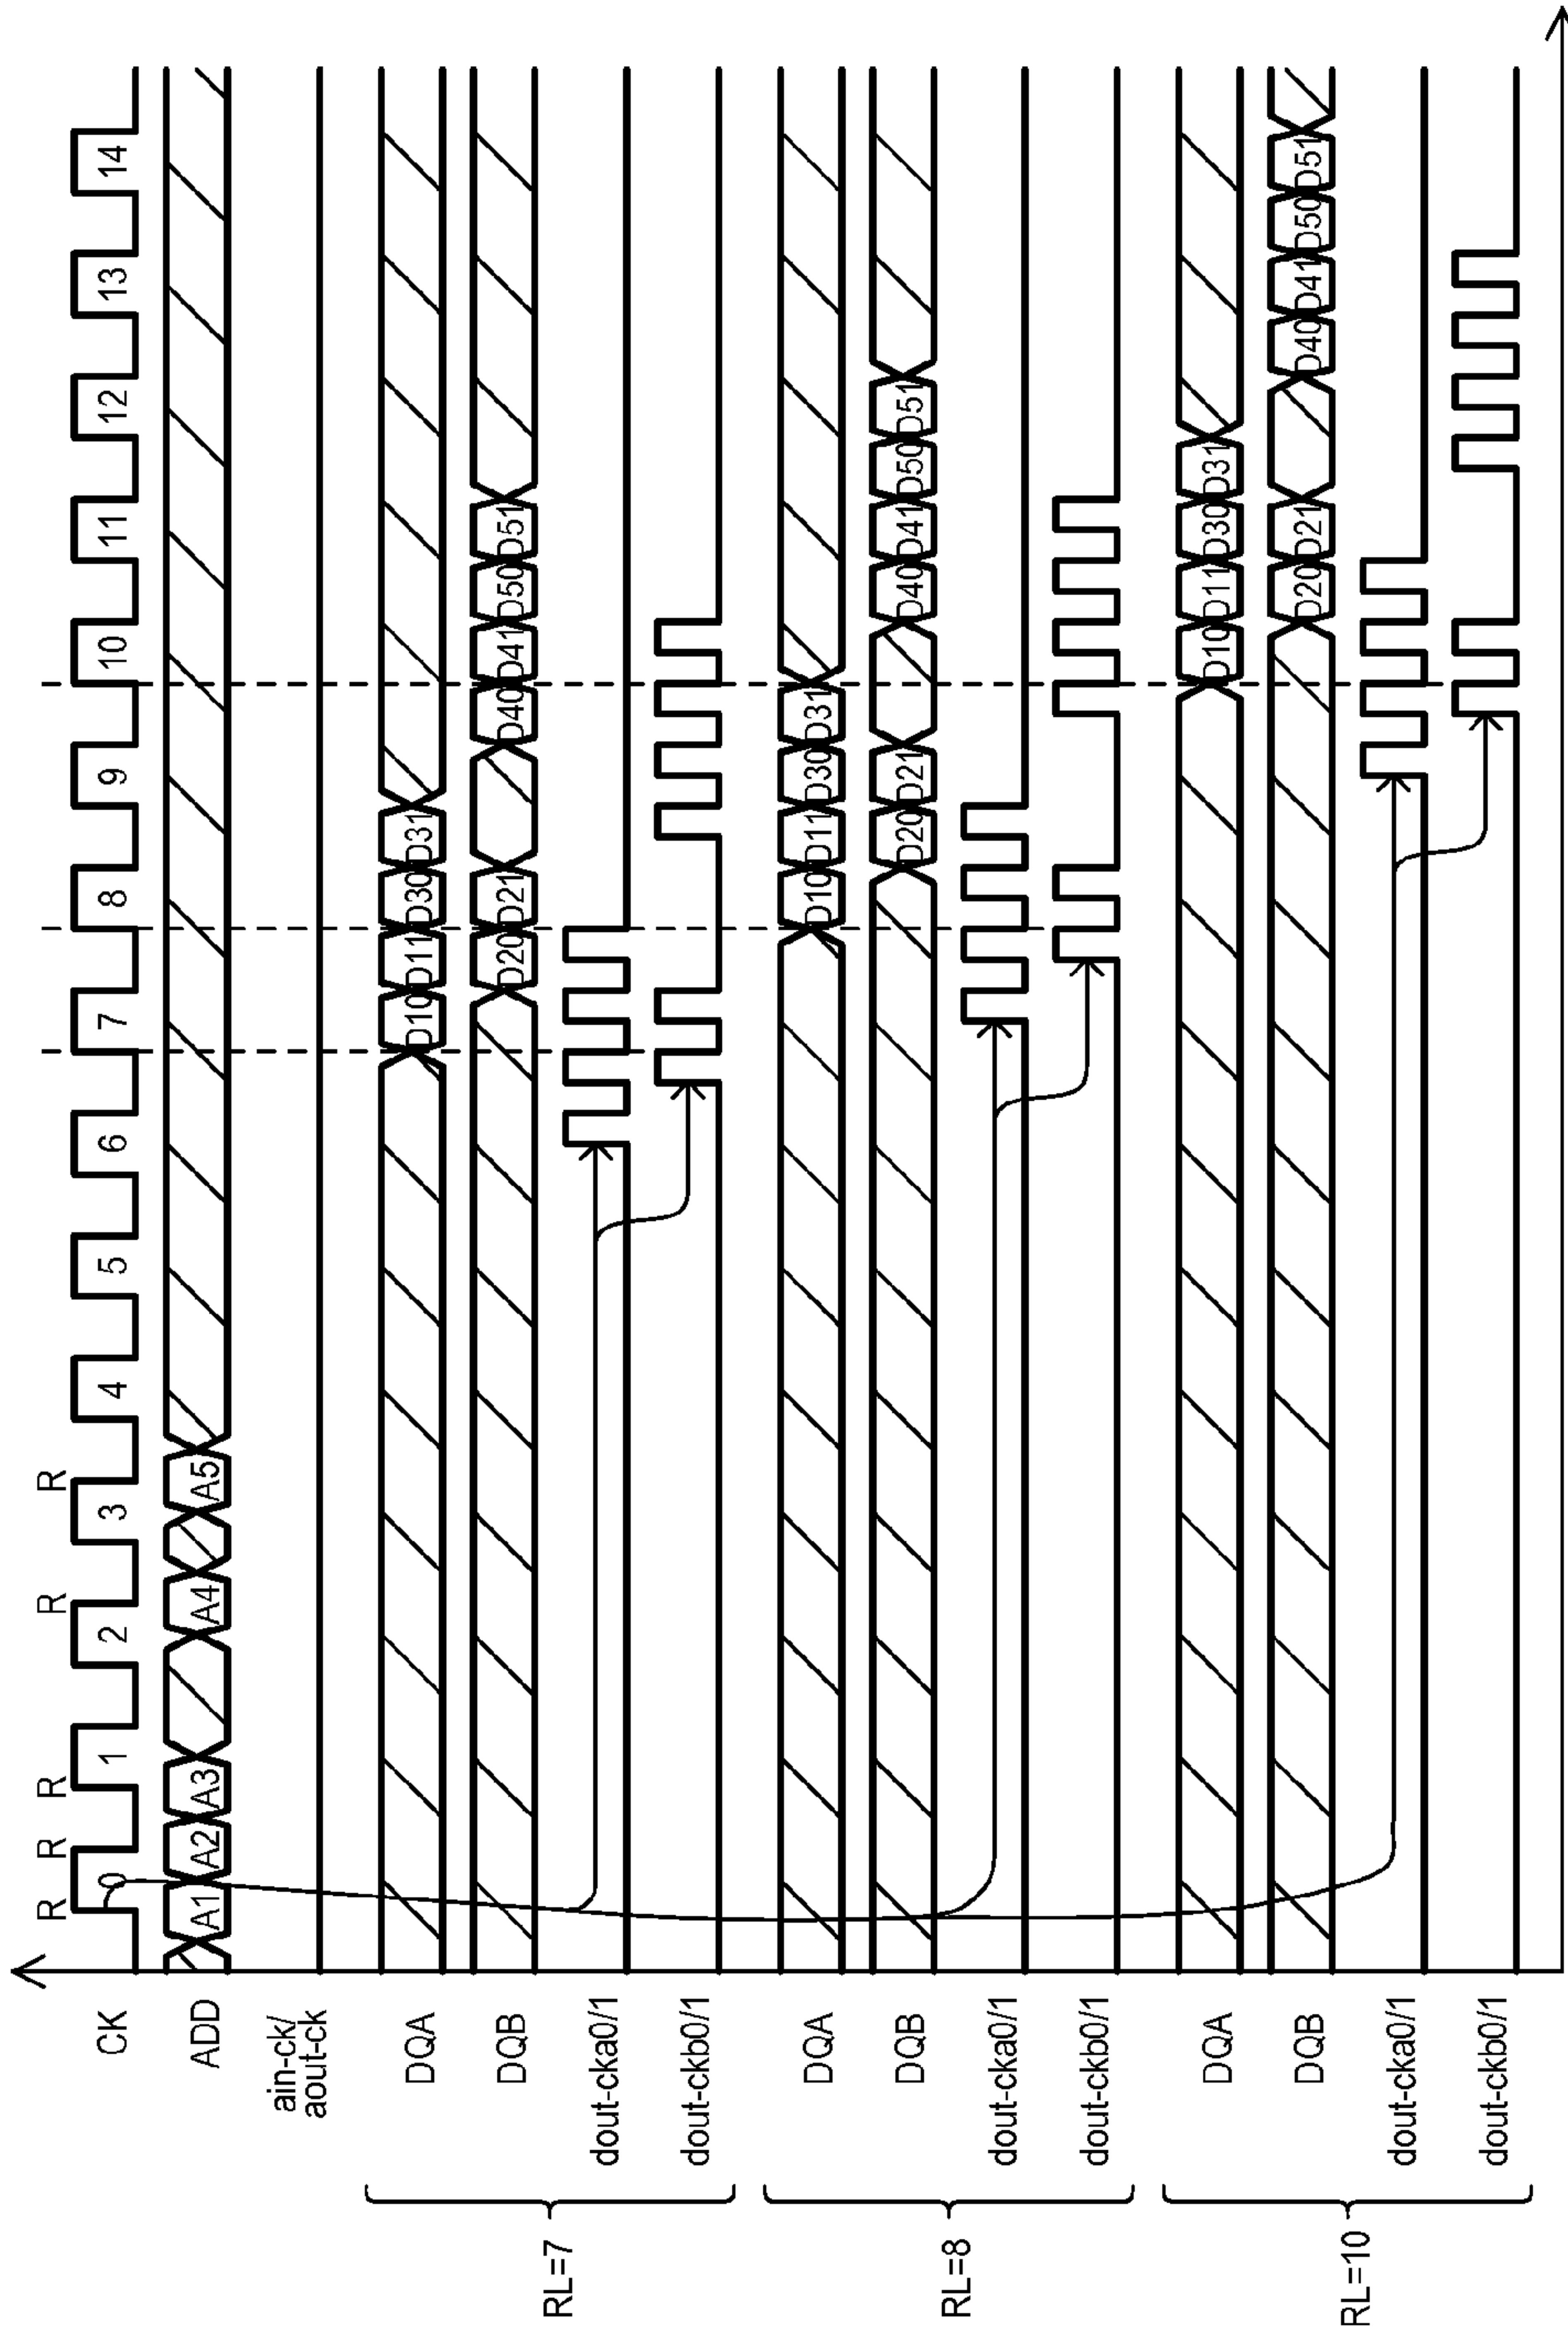 R R R R R
CK 0 1 2 3 4 5 6 7 8 9 10 11 12 13 14
ADD A1 A2 A3 A4 A5
ain-ck/
aout-ck
RL=7
DQA D10 D11 D30 D31
DQB D20 D21 D40 D41 D50 D51
dout-cka0/1
dout-ckb0/1
RL=8
DQA D10 D11 D30 D31
DQB D20 D21 D40 D41 D50 D51
dout-cka0/1
dout-ckb0/1
RL=10
DQA D10 D11 D30 D31
DQB D20 D21 D40 D41 D50 D51
dout-cka0/1
dout-ckb0/1